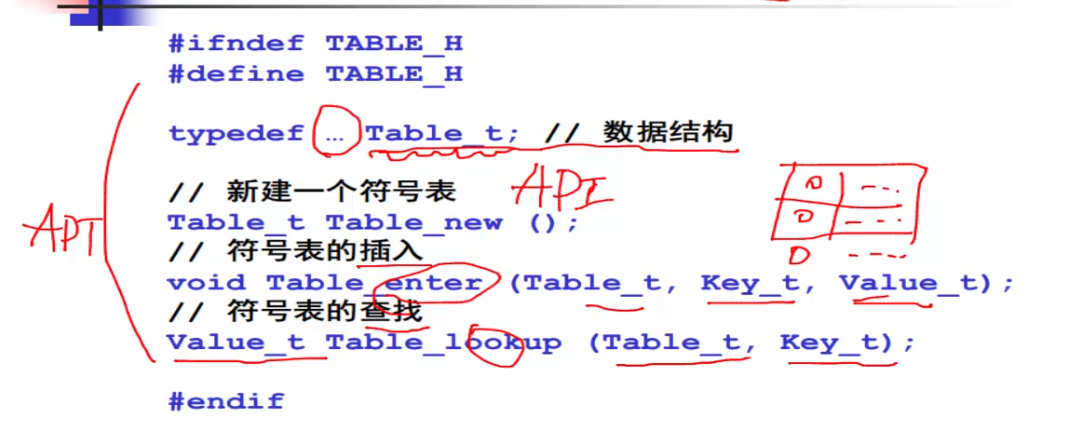 #ifndef TABLE_H
#define TABLE_H
typedef … Table_t; // 数据结构
// 新建一个符号表 API
Table_t Table_new ();
ADT
// 符号表的插入
void Table_enter (Table_t, Key_t, Value_t);
// 符号表的查找
Value_t Table_lookup (Table_t, Key_t);
#endif